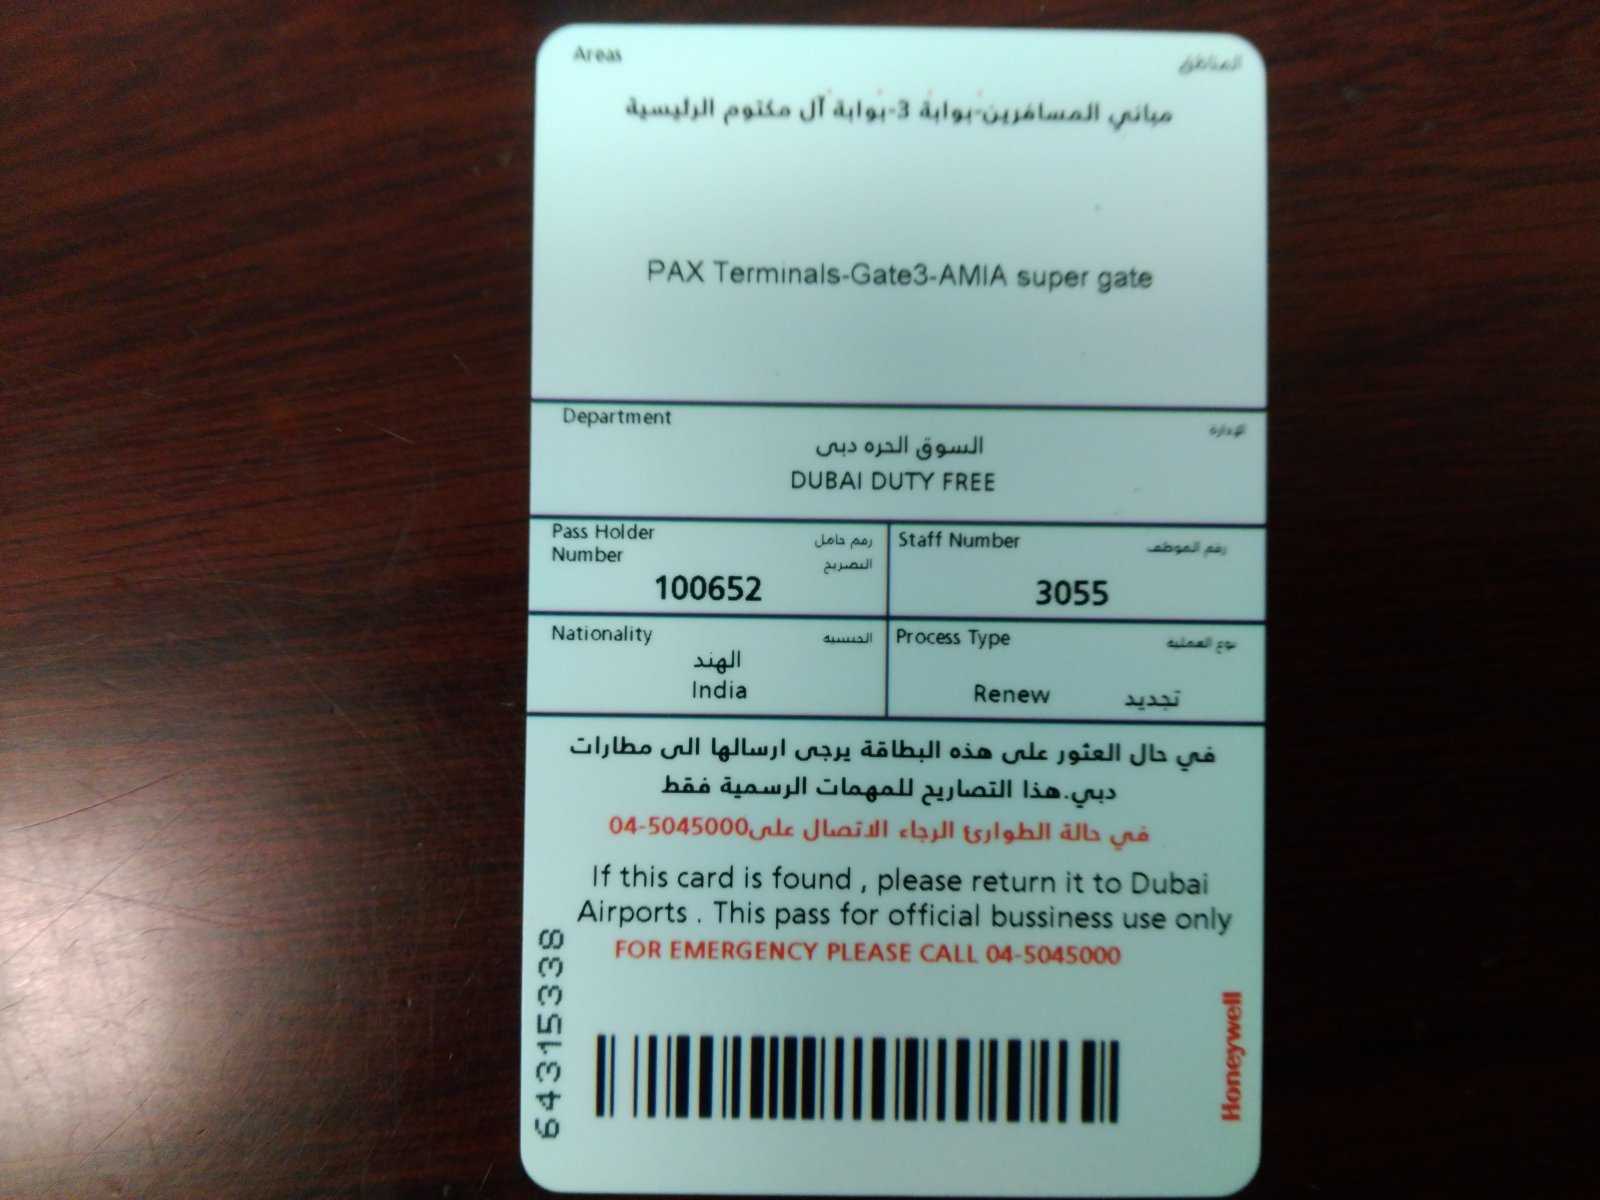 Areas المناطق
مباني المسافرين-بوابة 3-بوابة آل مكتوم الرئيسية
PAX Terminals-Gate3-AMIA super gate
Department الإدارة
السوق الحره دبى
DUBAI DUTY FREE
Pass Holder رقم حامل
Number التصريح
100652
Staff Number رقم الموظف
3055
Nationality الجنسيه
الهند
India
Process Type نوع العمليه
Renew تجديد
في حال العثور على هذه البطاقة يرجى ارسالها الى مطارات
دبي.هذا التصاريح للمهمات الرسمية فقط
في حالة الطوارئ الرجاء الاتصال على04-5045000
If this card is found , please return it to Dubai
Airports . This pass for official bussiness use only
FOR EMERGENCY PLEASE CALL 04-5045000
64315338
Honeywell